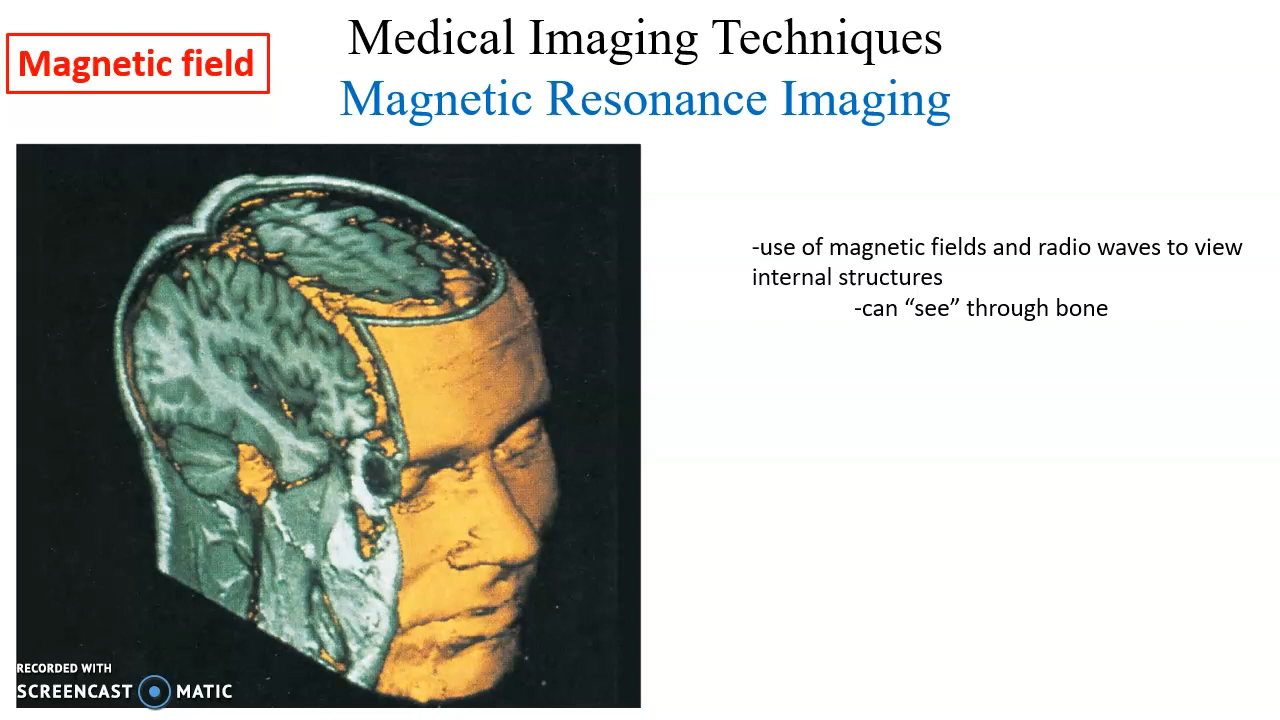 Magnetic field
Medical Imaging Techniques
Magnetic Resonance Imaging
-use of magnetic fields and radio waves to view
internal structures
-can “see” through bone
RECORDED WITH
SCREENCAST MATIC